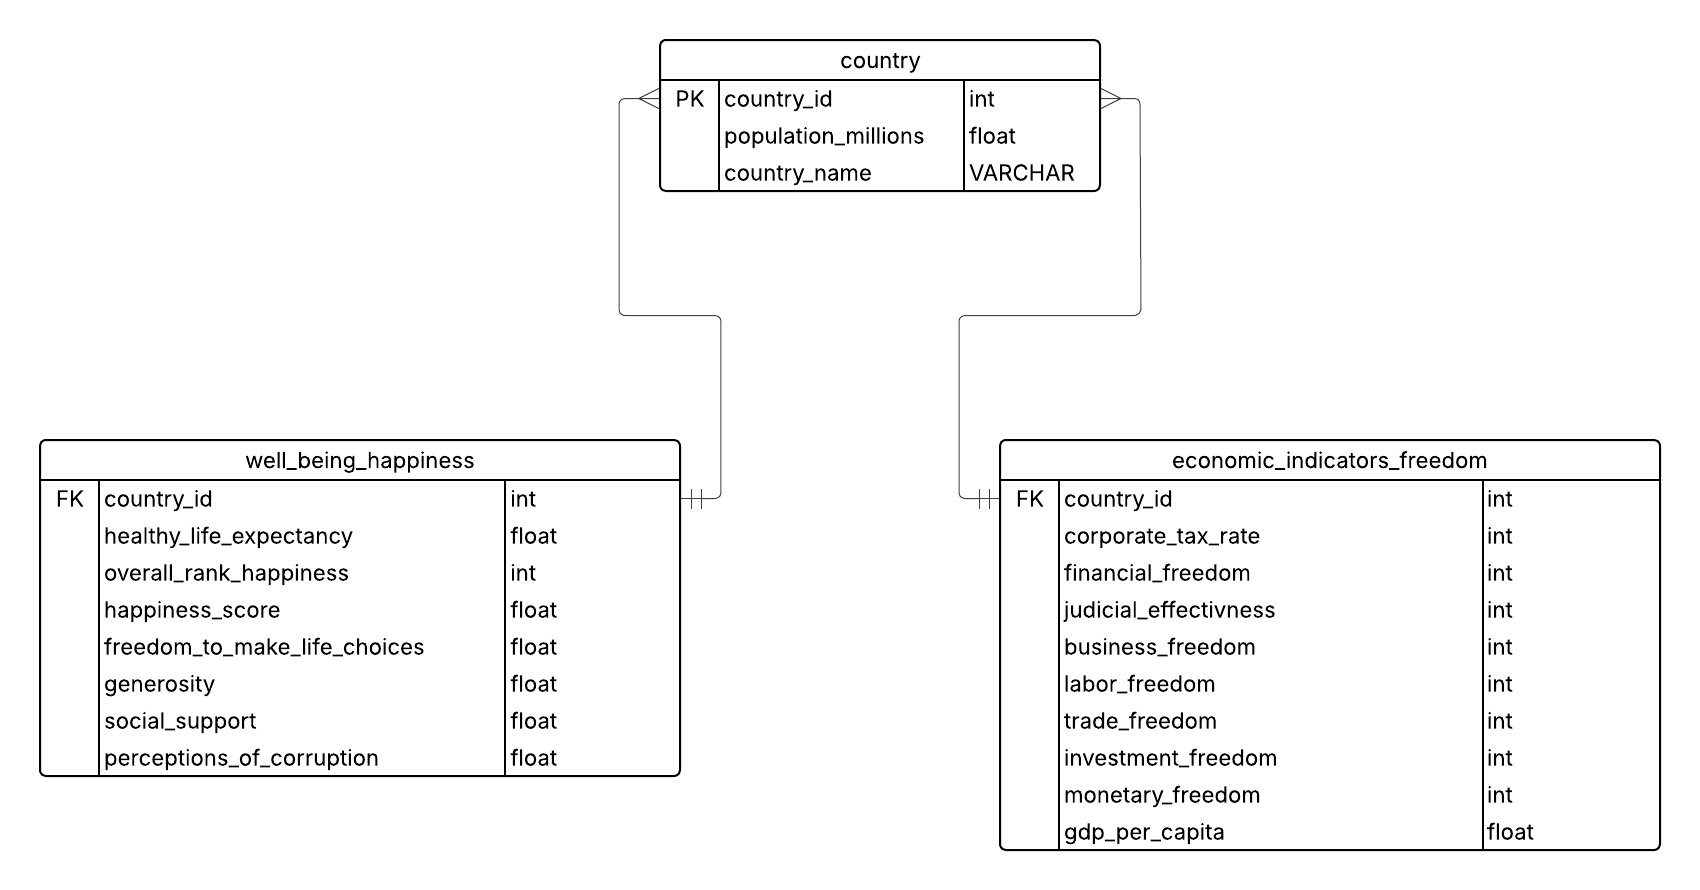 country
PK country_id int
population_millions float
country_name VARCHAR
well_being_happiness
FK country_id int
healthy_life_expectancy float
overall_rank_happiness int
happiness_score float
freedom_to_make_life_choices float
generosity float
social_support float
perceptions_of_corruption float
economic_indicators_freedom
FK country_id int
corporate_tax_rate int
financial_freedom int
judicial_effectivness int
business_freedom int
labor_freedom int
trade_freedom int
investment_freedom int
monetary_freedom int
gdp_per_capita float